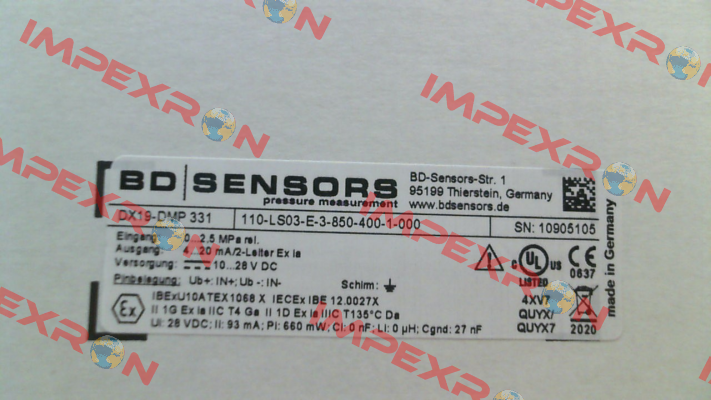 BD|SENSORS
pressure measurement
BD-Sensors-Str. 1
95199 Thierstein, Germany
www.bdsensors.de
DX19-DMP 331
110-LS03-E-3-850-400-1-000
SN: 10905105
Eingang: 0...2,5 MPa rel.
Ausgang: 4...20 mA/2-Leiter Ex ia
Versorgung: 10...28 V DC
Pinbelegung: Ub+: IN+; Ub -: IN-
Schirm:
c UL US
LISTED
CE
0637
made in Germany
4XV7
QUYX
QUYX7
2020
Ex
IBExU10ATEX1068 X IECEx IBE 12.0027X
II 1G Ex ia IIC T4 Ga II 1D Ex ia IIIC T135°C Da
Ui: 28 VDC; Ii: 93 mA; Pi: 660 mW; Ci: 0 nF; Li: 0 µH; Cgnd: 27 nF
IMPEXRON
IMPEXRON
IMPEXRON
IMPEXRON
IMPEXRON